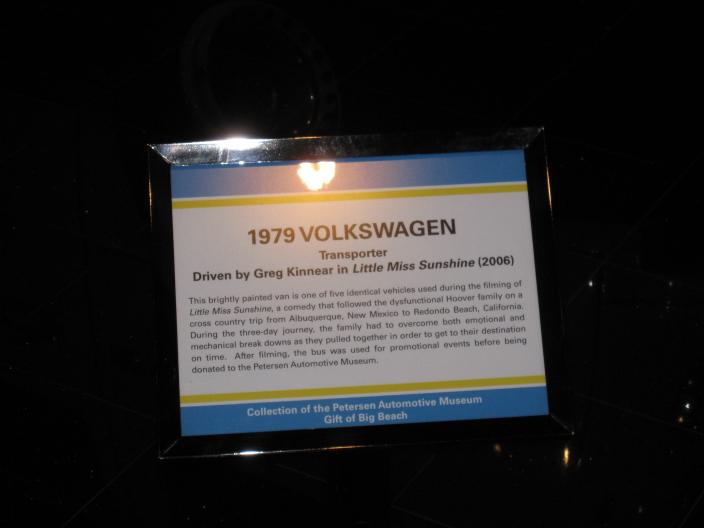 1979 VOLKSWAGEN
Transporter
Driven by Greg Kinnear in Little Miss Sunshine (2006)
This brightly painted van is one of five identical vehicles used during the filming of
Little Miss Sunshine, a comedy that followed the dysfunctional Hoover family on a
cross country trip from Albuquerque, New Mexico to Redondo Beach, California.
During the three-day journey, the family had to overcome both emotional and
mechanical break downs as they pulled together in order to get to their destination
on time. After filming, the bus was used for promotional events before being
donated to the Petersen Automotive Museum.
Collection of the Petersen Automotive Museum
Gift of Big Beach